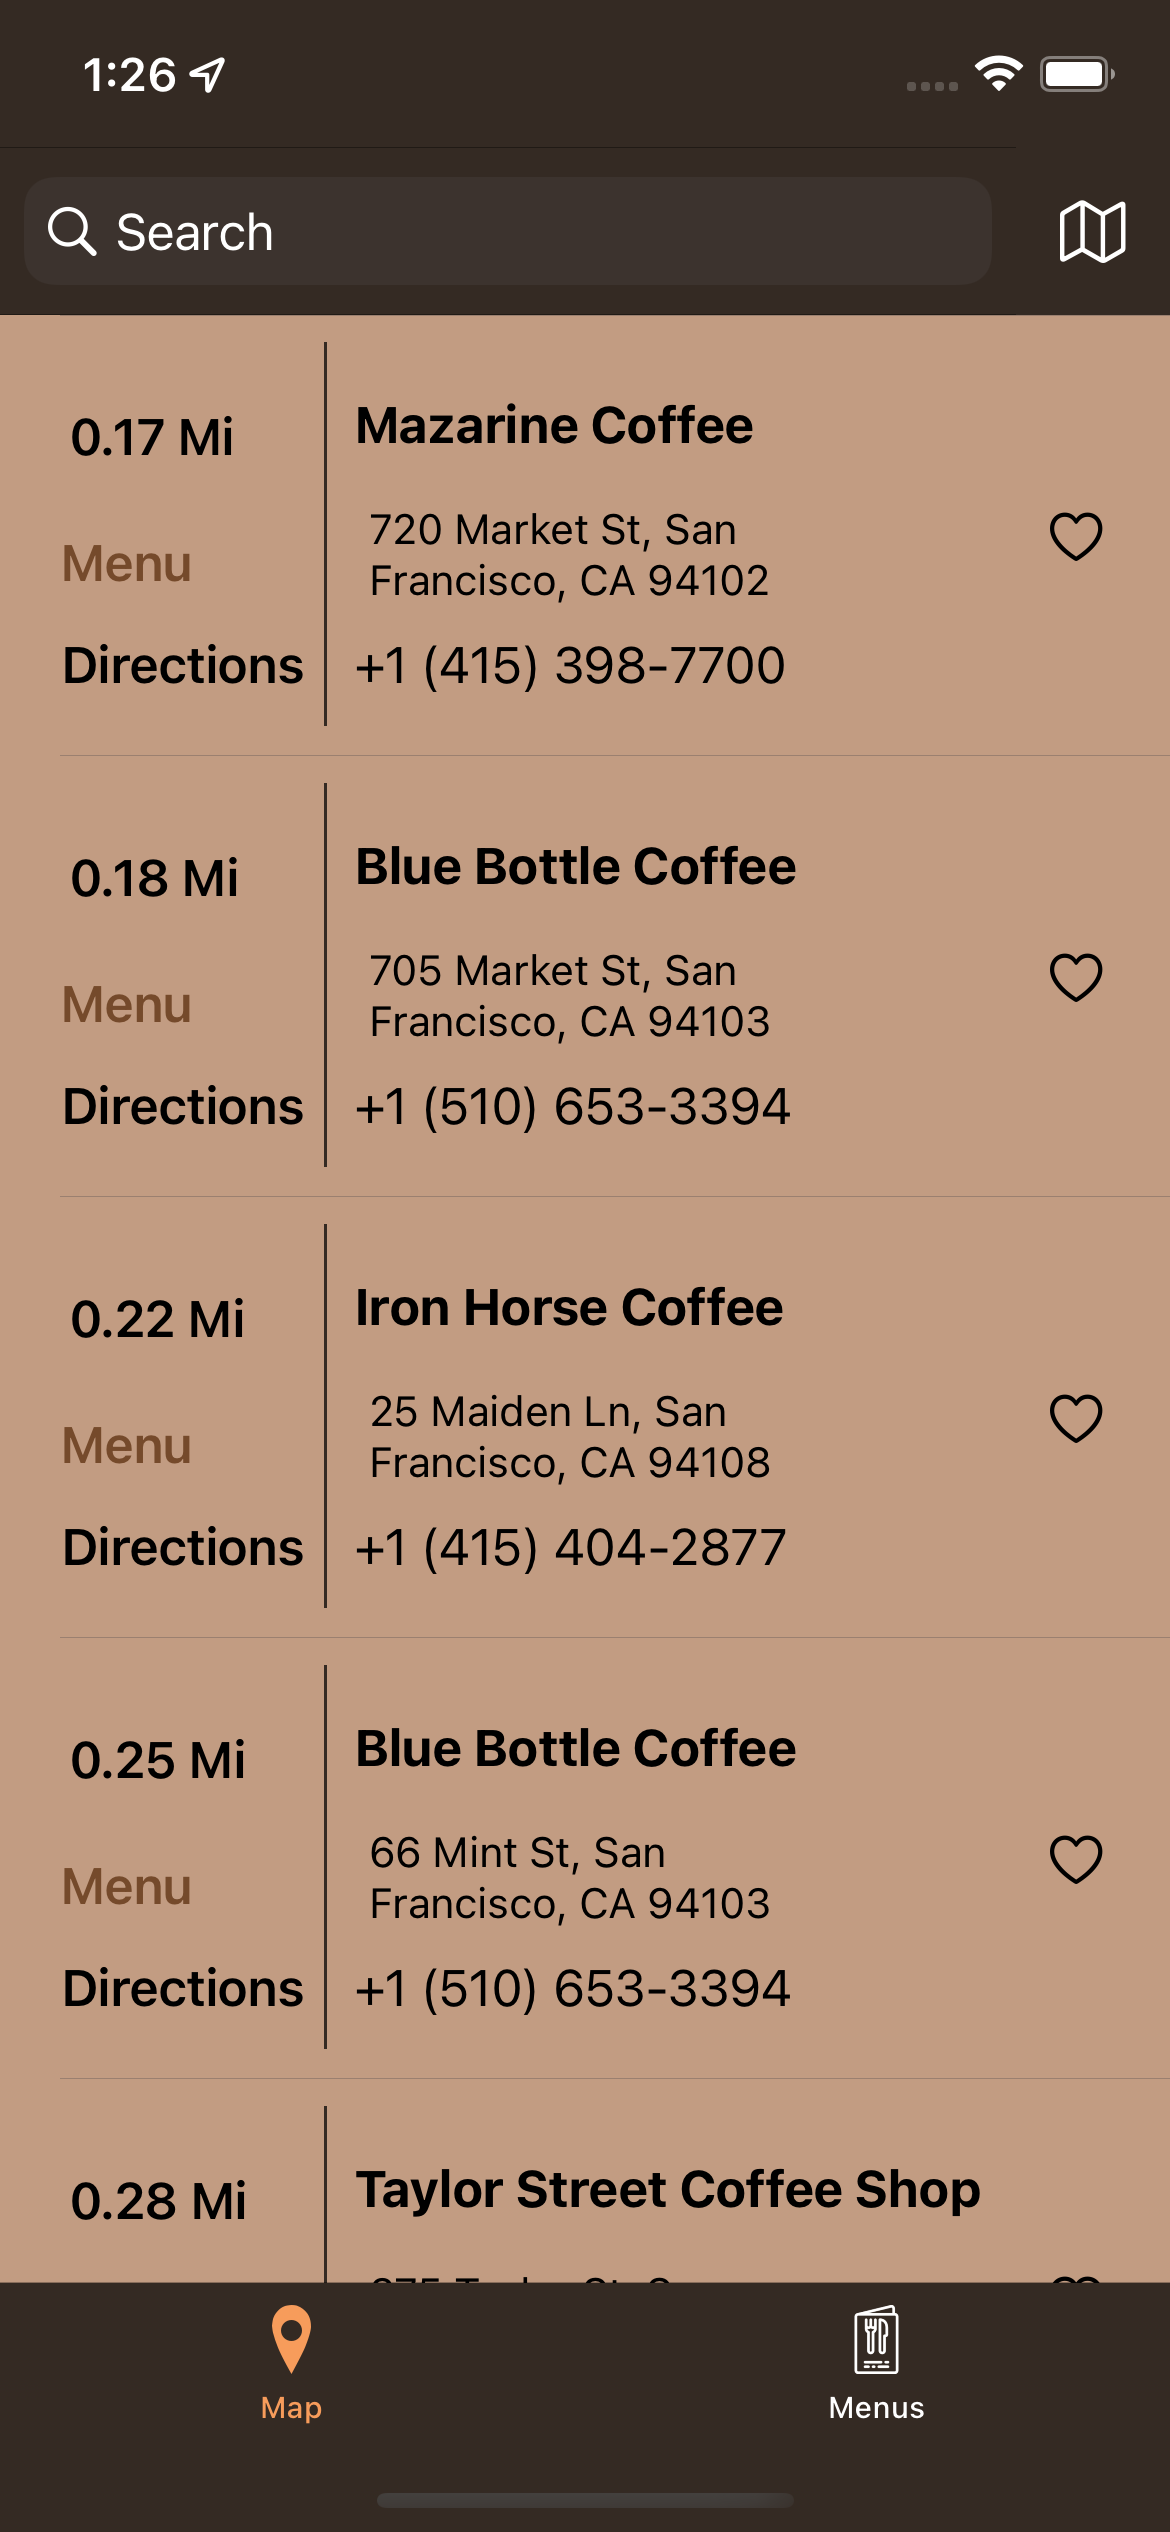 1:26
Search
0.17 Mi
Mazarine Coffee
720 Market St, San
Francisco, CA 94102
Menu
Directions
+1 (415) 398-7700
0.18 Mi
Blue Bottle Coffee
705 Market St, San
Francisco, CA 94103
Menu
Directions
+1 (510) 653-3394
0.22 Mi
Iron Horse Coffee
25 Maiden Ln, San
Francisco, CA 94108
Menu
Directions
+1 (415) 404-2877
0.25 Mi
Blue Bottle Coffee
66 Mint St, San
Francisco, CA 94103
Menu
Directions
+1 (510) 653-3394
0.28 Mi
Taylor Street Coffee Shop
Map
Menus